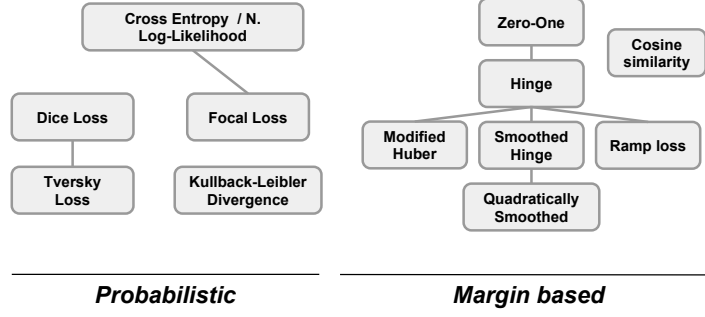 Cross Entropy / N.
Log-Likelihood
Dice Loss
Focal Loss
Tversky
Loss
Kullback-Leibler
Divergence
Probabilistic
Zero-One
Cosine
similarity
Hinge
Modified
Huber
Smoothed
Hinge
Ramp loss
Quadratically
Smoothed
Margin based